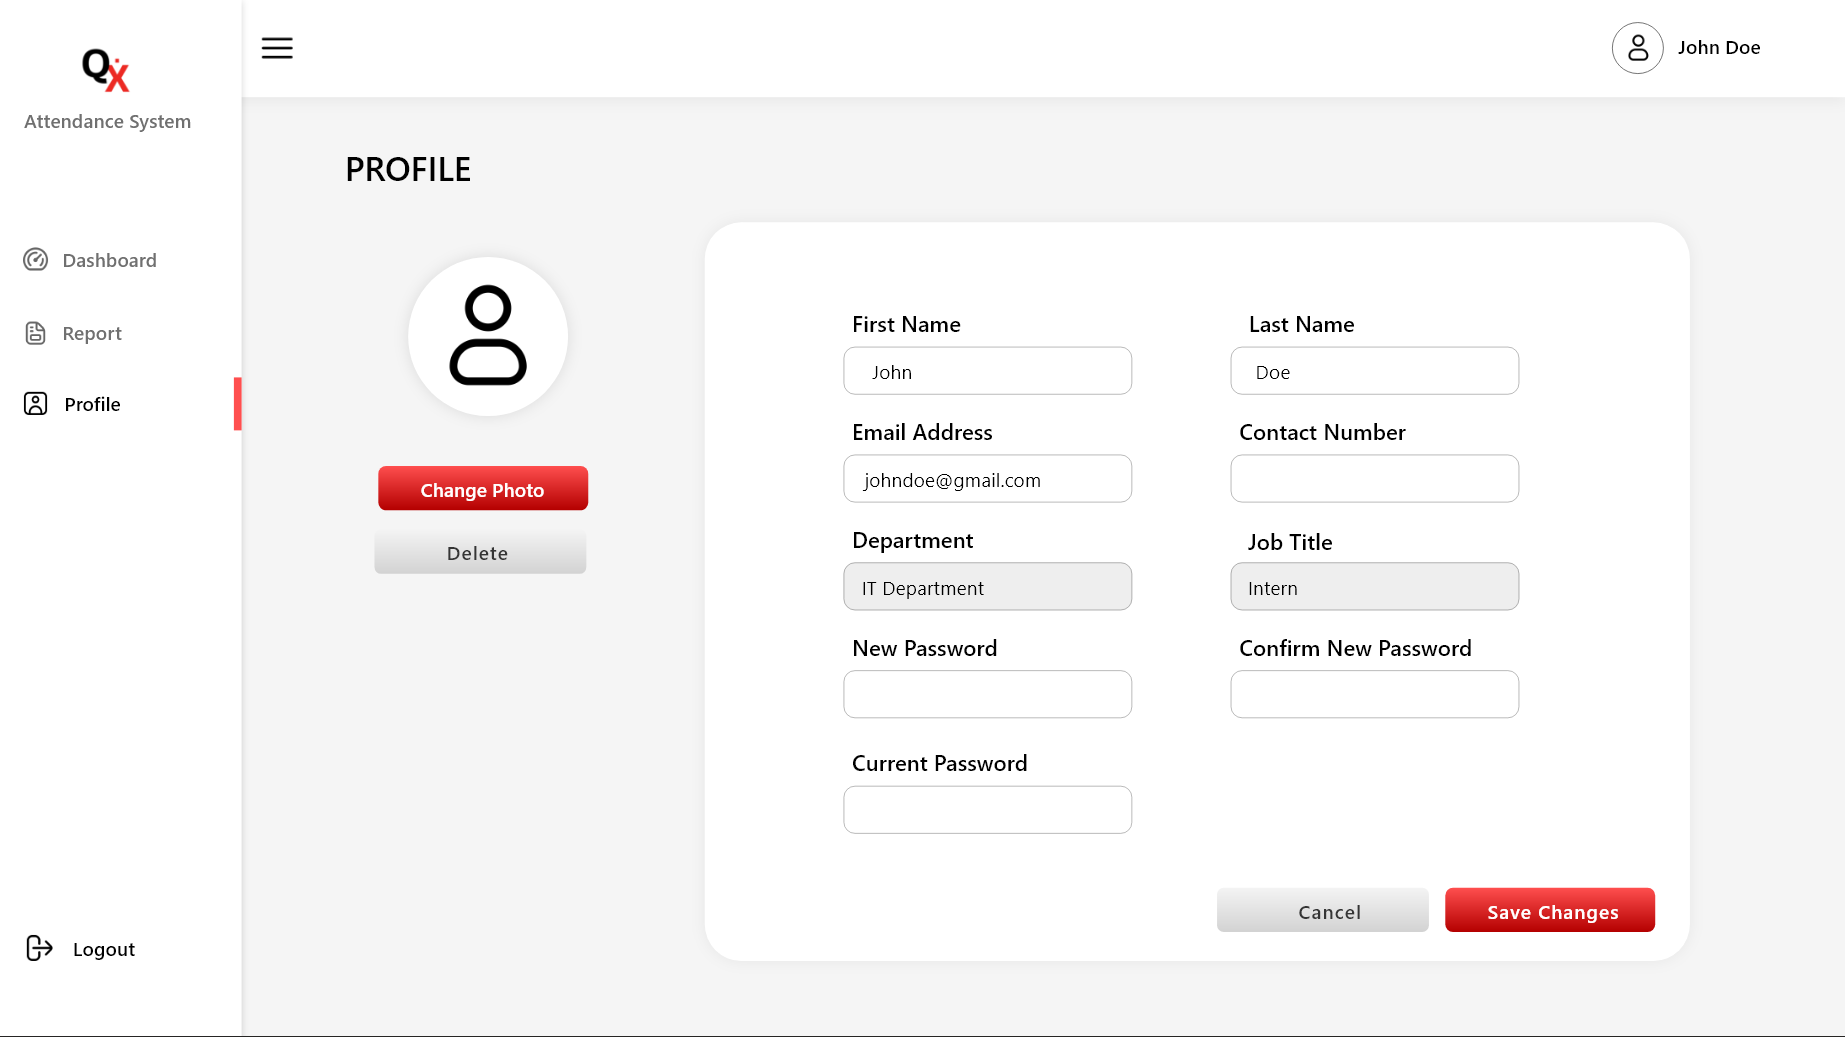 QX
Attendance System
John Doe
PROFILE
Dashboard
Report
Profile
Logout
Change Photo
Delete
First Name
Last Name
John
Doe
Email Address
Contact Number
johndoe@gmail.com
Department
Job Title
IT Department
Intern
New Password
Confirm New Password
Current Password
Cancel
Save Changes